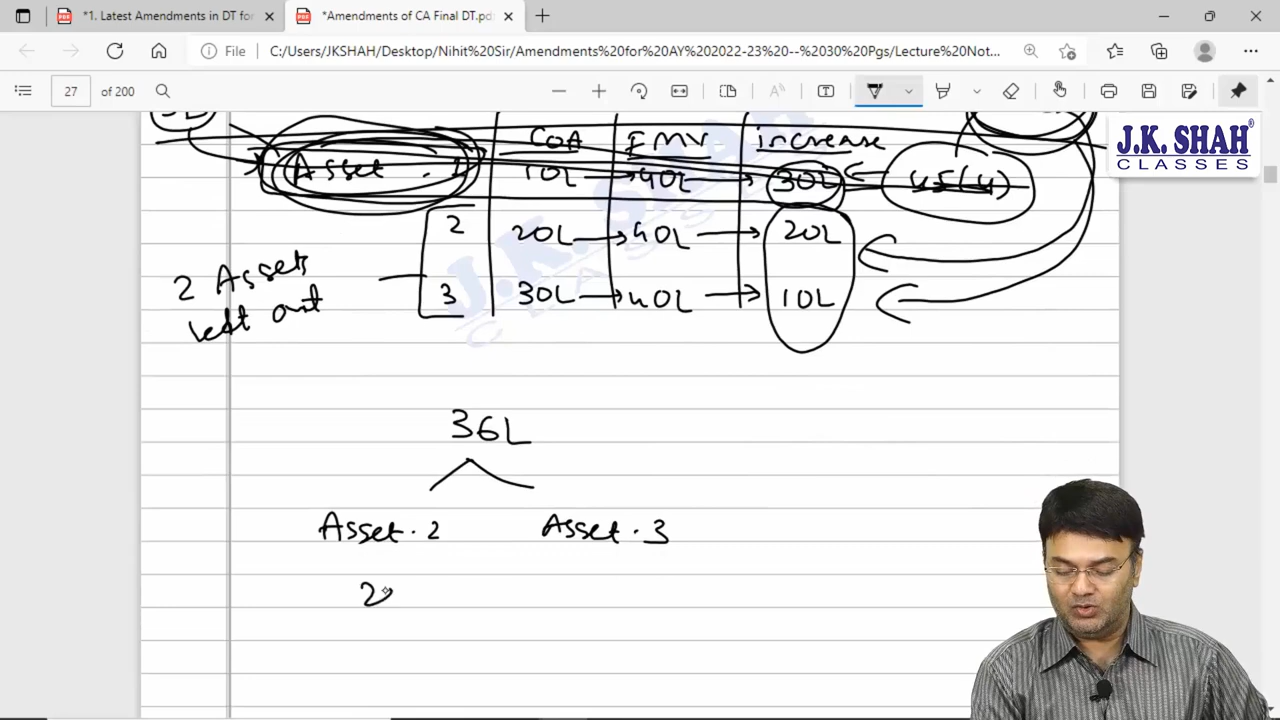 *1. Latest Amendments in DT for
*Amendments of CA Final DT.pd
File C:/Users/JKSHAH/Desktop/Nihit%20Sir/Amendments%20for%20AY%202022-23%20--%2030%20Pgs/Lecture%20Not...
27 of 200
J.K. SHAH®
CLASSES
COA FMV increase
Asset . 1 10L 40L 30L 45(4)
2 20L 40L 20L
3 30L 40L 10L
2 Assets
left out
36L
Asset . 2 Asset . 3
2
J.K. SHAH
CLASSES